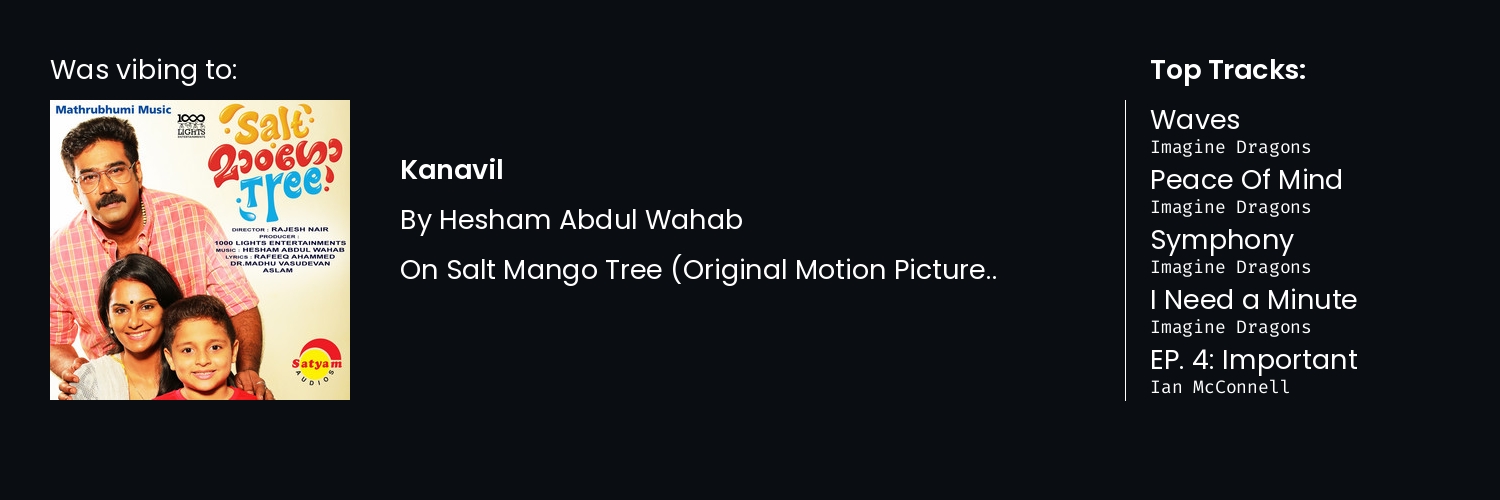 Was vibing to:
Mathrubhumi Music
1000
LIGHTS
ENTERTAINMENTS
Salt
മാംഗോ
Tree
DIRECTOR : RAJESH NAIR
PRODUCER :
1000 LIGHTS ENTERTAINMENTS
MUSIC : HESHAM ABDUL WAHAB
LYRICS : RAFEEQ AHAMMED
DR.MADHU VASUDEVAN
ASLAM
Satyam
AUDIOS
Kanavil
By Hesham Abdul Wahab
On Salt Mango Tree (Original Motion Picture..
Top Tracks:
Waves
Imagine Dragons
Peace Of Mind
Imagine Dragons
Symphony
Imagine Dragons
I Need a Minute
Imagine Dragons
EP. 4: Important
Ian McConnell